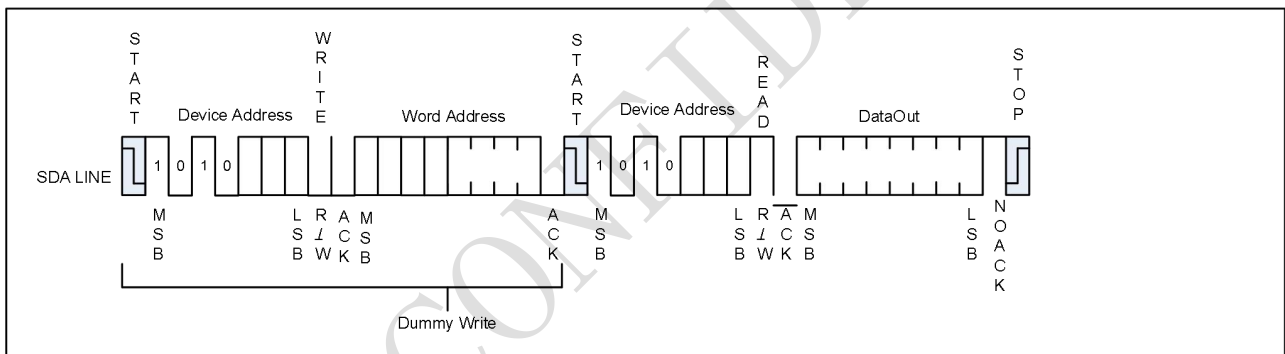 CONFIDE
START
WRITE
START
READ
STOP
Device Address
Word Address
Device Address
DataOut
SDA LINE
1 0 1 0
1 0 1 0
MSB
LSB
R/W
ACK
MSB
ACK
MSB
LSB
R/W
ACK
MSB
LSB
NOACK
Dummy Write